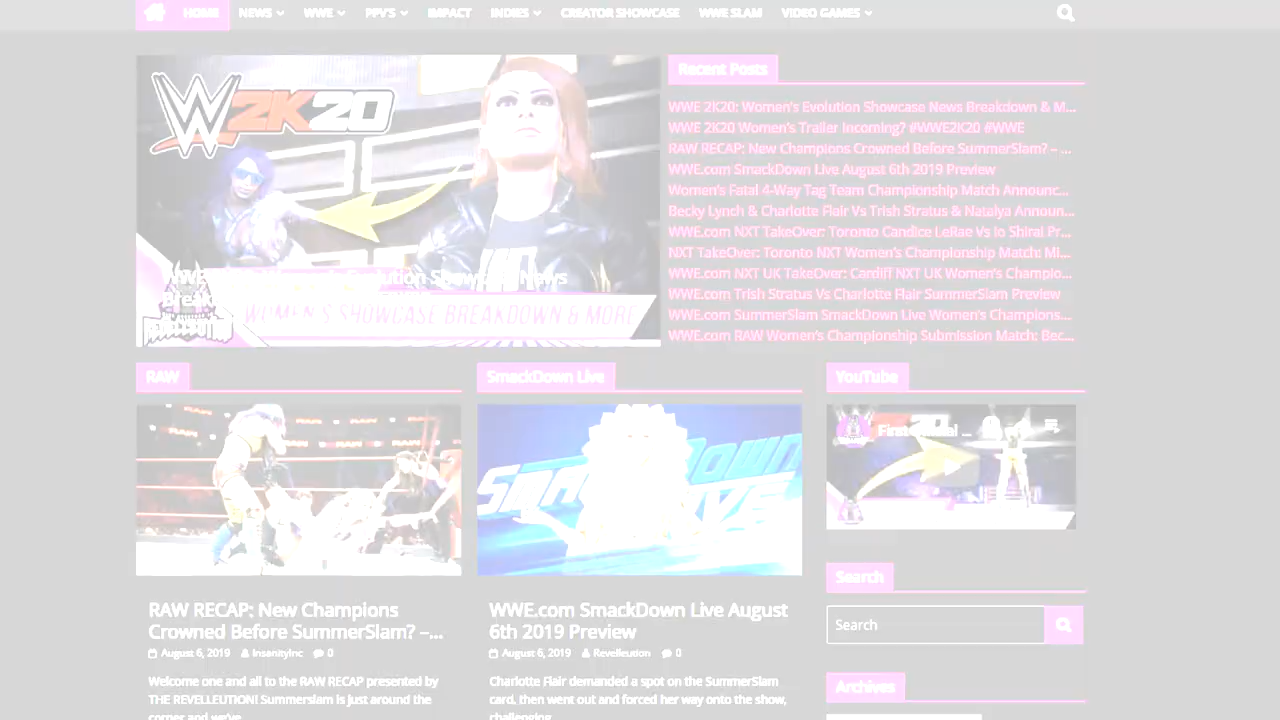 HOME NEWS WWE PPV'S IMPACT INDIES CREATOR SHOWCASE WWE SLAM VIDEO GAMES
W 2K20
Evolution Showcase News
WOMEN'S SHOWCASE BREAKDOWN & MORE
Recent Posts
WWE 2K20: Women's Evolution Showcase News Breakdown & M...
WWE 2K20 Women's Trailer Incoming? #WWE2K20 #WWE
RAW RECAP: New Champions Crowned Before SummerSlam? – ...
WWE.com SmackDown Live August 6th 2019 Preview
Women's Fatal 4-Way Tag Team Championship Match Announc...
Becky Lynch & Charlotte Flair Vs Trish Stratus & Natalya Announ...
WWE.com NXT TakeOver: Toronto Candice LeRae Vs Io Shirai Pr...
NXT TakeOver: Toronto NXT Women's Championship Match: Mi...
WWE.com NXT UK TakeOver: Cardiff NXT UK Women's Champio...
WWE.com Trish Stratus Vs Charlotte Flair SummerSlam Preview
WWE.com SummerSlam SmackDown Live Women's Champions...
WWE.com RAW Women's Championship Submission Match: Bec...
RAW
RAW RECAP: New Champions
Crowned Before SummerSlam? –...
August 6, 2019 InsanityInc 0
Welcome one and all to the RAW RECAP presented by
THE REVELLEUTION! Summerslam is just around the
corner and we've
SmackDown Live
WWE.com SmackDown Live August
6th 2019 Preview
August 6, 2019 Revelleution 0
Charlotte Flair demanded a spot on the SummerSlam
card, then went out and forced her way onto the show,
challenging
YouTube
Search
Search
Archives